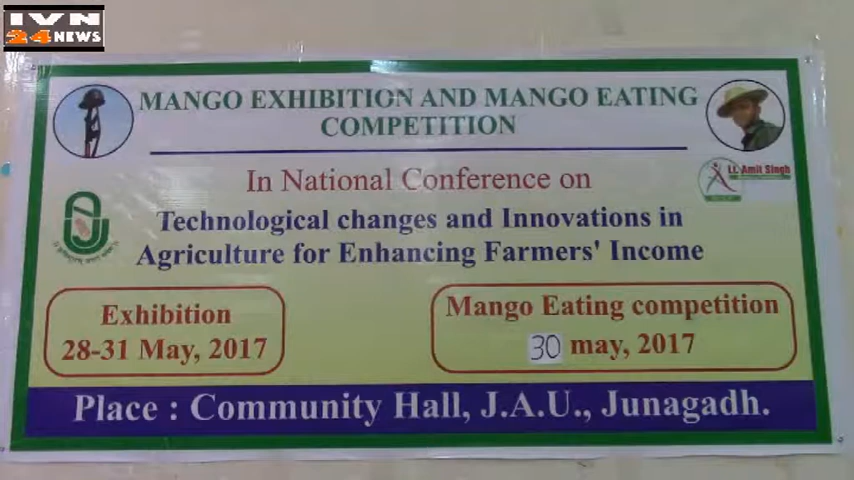 IVN
24 NEWS
MANGO EXHIBITION AND MANGO EATING
COMPETITION
In National Conference on
Lt. Amit Singh
Technological changes and Innovations in
Agriculture for Enhancing Farmers' Income
Exhibition
28-31 May, 2017
Mango Eating competition
30 may, 2017
Place : Community Hall, J.A.U., Junagadh.